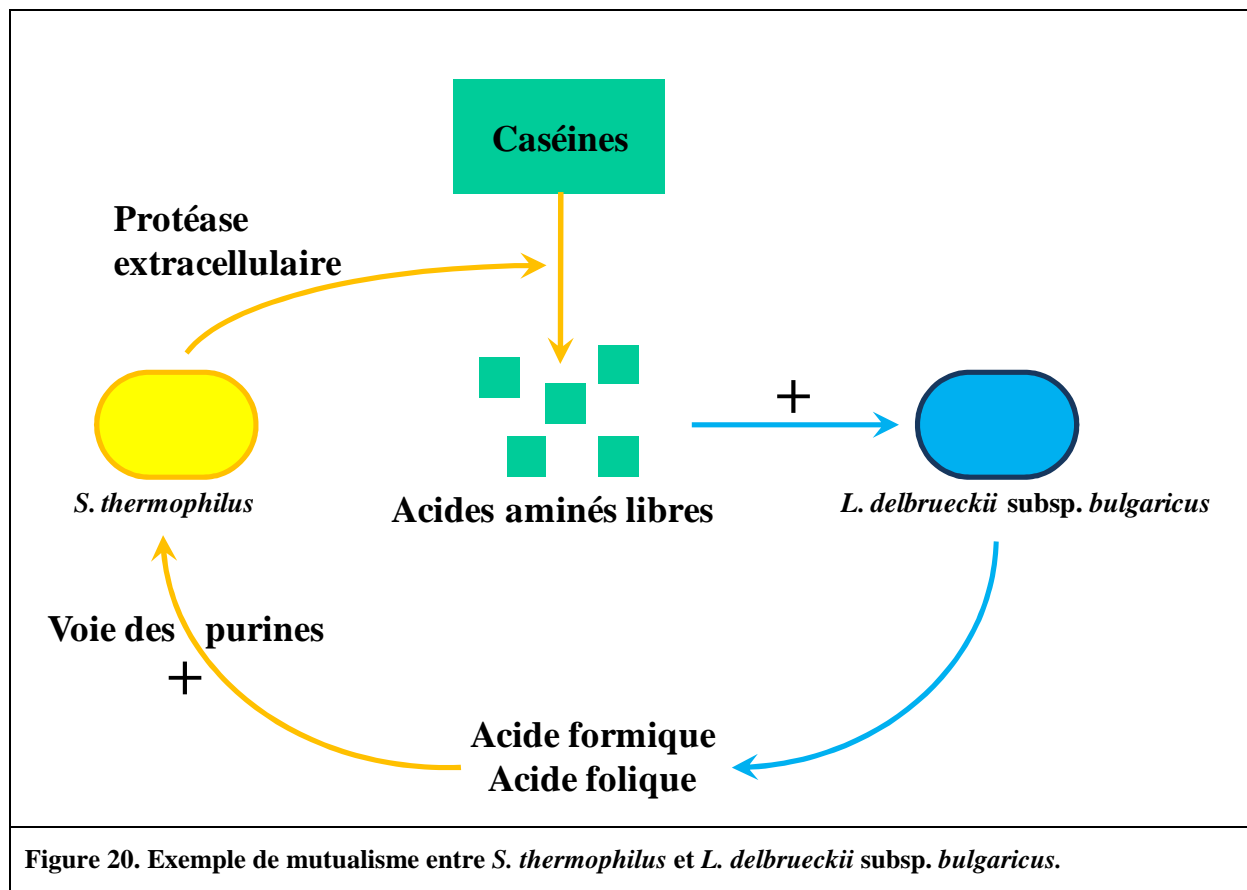 Caséines
Protéase
extracellulaire
+
S. thermophilus
Acides aminés libres
L. delbrueckii subsp. bulgaricus
Voie des purines
+
Acide formique
Acide folique
Figure 20. Exemple de mutualisme entre S. thermophilus et L. delbrueckii subsp. bulgaricus.